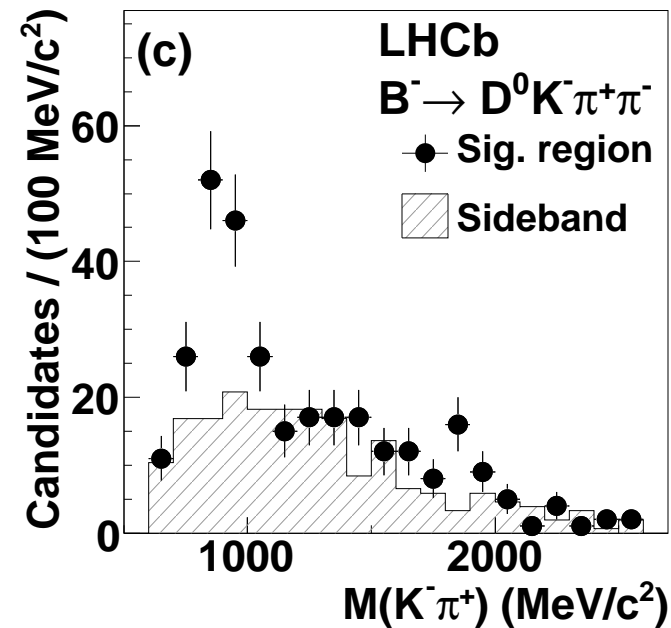 (c)
LHCb
B⁻ → D⁰K⁻π⁺π⁻
Sig. region
Sideband
Candidates / (100 MeV/c²)
60
40
20
0
1000
2000
M(K⁻π⁺) (MeV/c²)